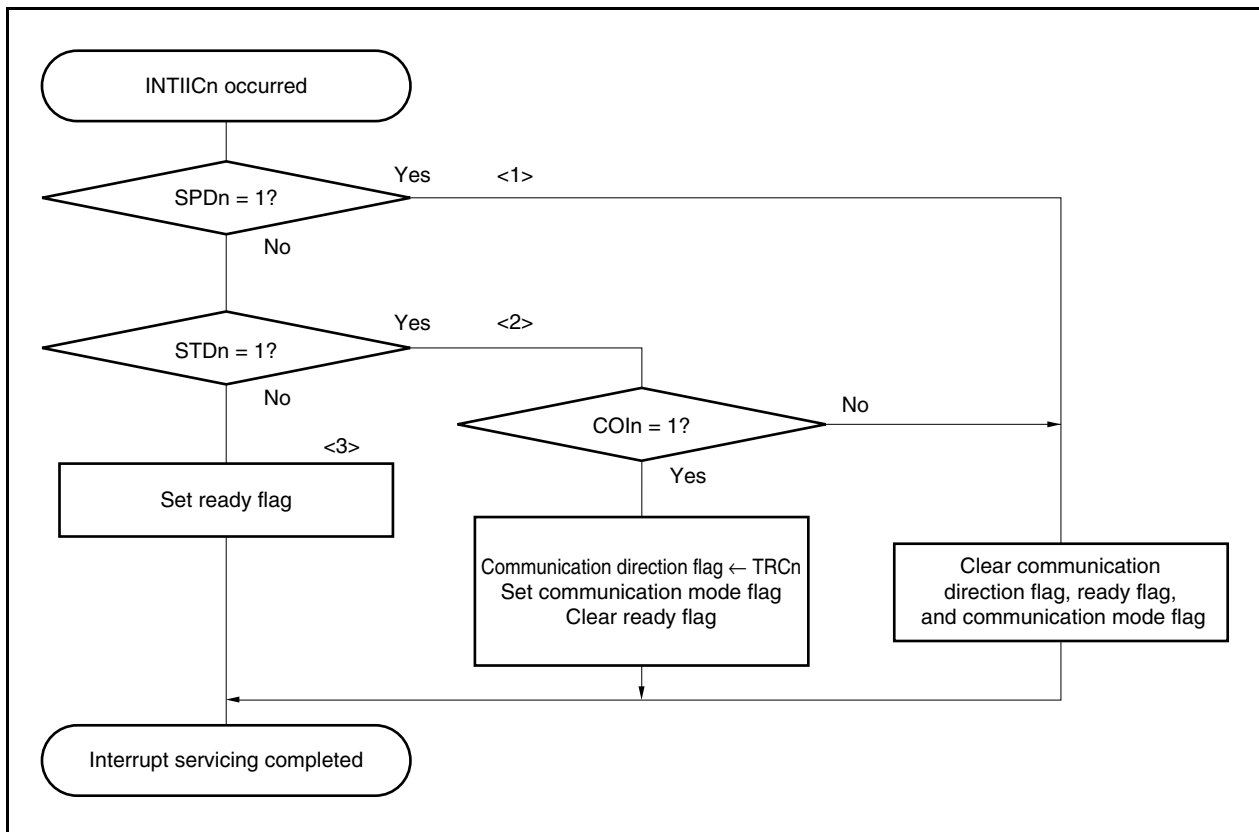 INTIICn occurred
Yes
<1>
SPDn = 1?
No
Yes
<2>
STDn = 1?
No
No
COIn = 1?
<3>
Yes
Set ready flag
Communication direction flag ← TRCn
Set communication mode flag
Clear ready flag
Clear communication
direction flag, ready flag,
and communication mode flag
Interrupt servicing completed